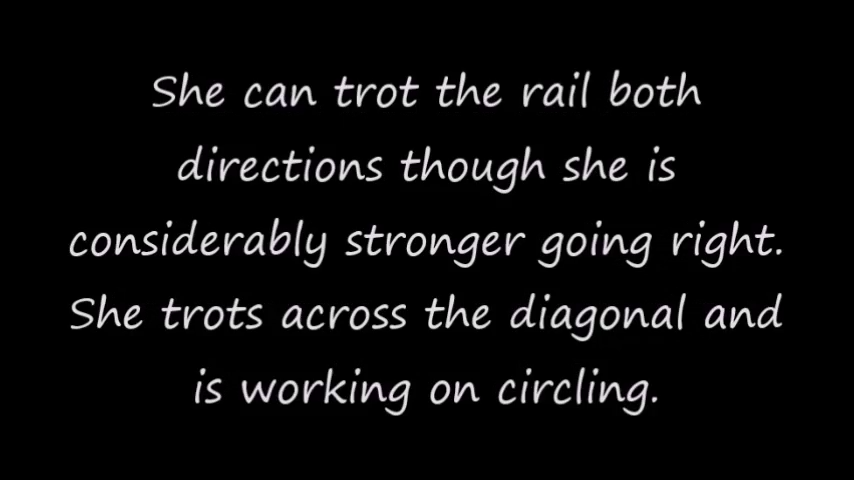 She can trot the rail both
directions though she is
considerably stronger going right.
She trots across the diagonal and
is working on circling.